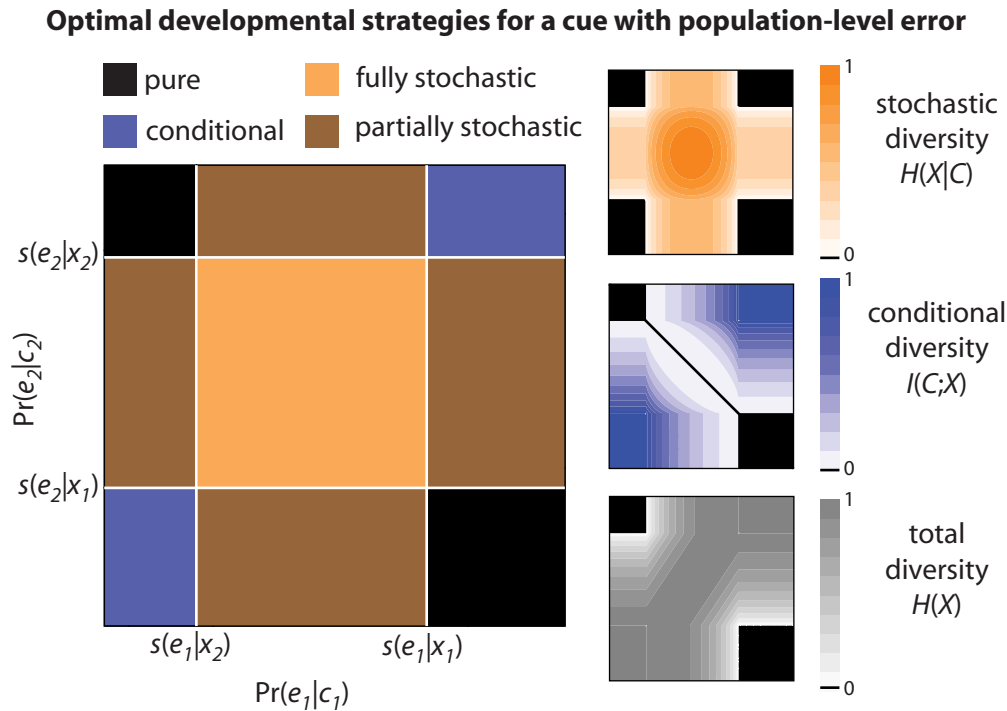 Optimal developmental strategies for a cue with population-level error
pure
fully stochastic
conditional
partially stochastic
s(e₂|x₂)
Pr(e₂|c₂)
s(e₂|x₁)
s(e₁|x₂)
s(e₁|x₁)
Pr(e₁|c₁)
1
stochastic
diversity
H(X|C)
0
1
conditional
diversity
I(C;X)
0
1
total
diversity
H(X)
0